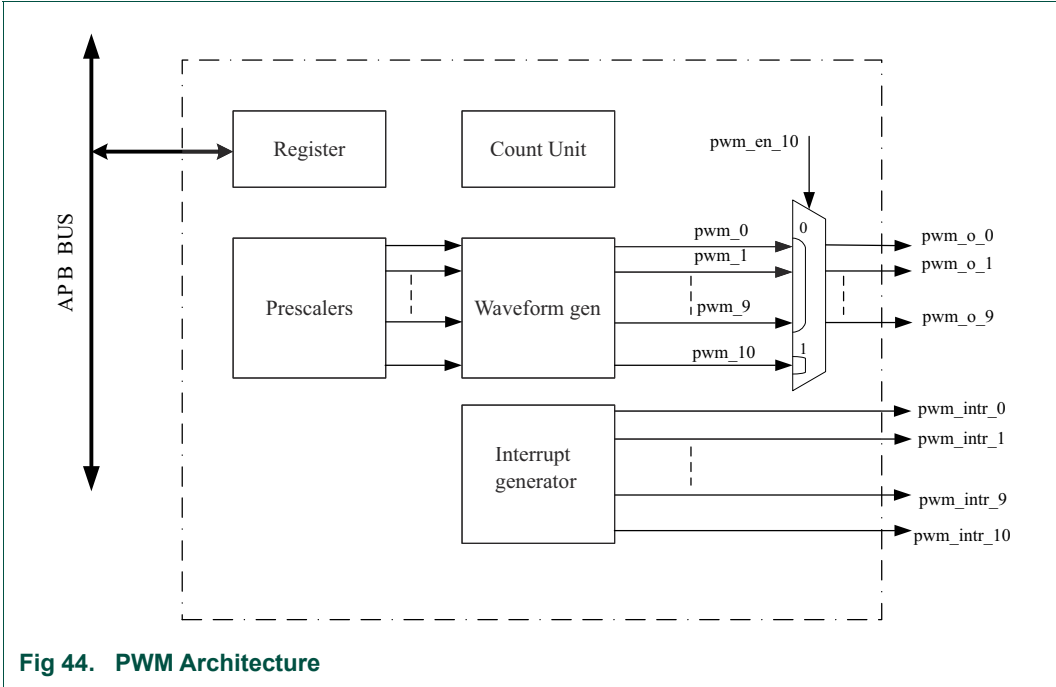 APB BUS
Register
Count Unit
pwm_en_10
Prescalers
Waveform gen
pwm_0
pwm_1
pwm_9
pwm_10
0
1
pwm_o_0
pwm_o_1
pwm_o_9
Interrupt
generator
pwm_intr_0
pwm_intr_1
pwm_intr_9
pwm_intr_10
Fig 44. PWM Architecture